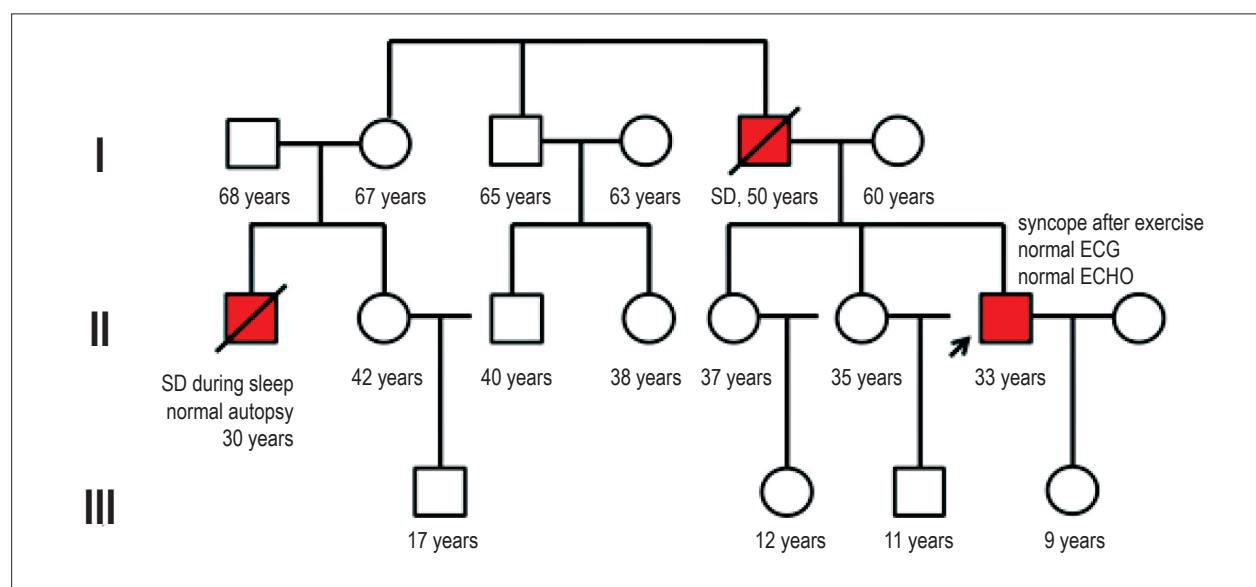 I
68 years
67 years
65 years
63 years
SD, 50 years
60 years
syncope after exercise
normal ECG
normal ECHO
II
SD during sleep
normal autopsy
30 years
42 years
40 years
38 years
37 years
35 years
33 years
III
17 years
12 years
11 years
9 years